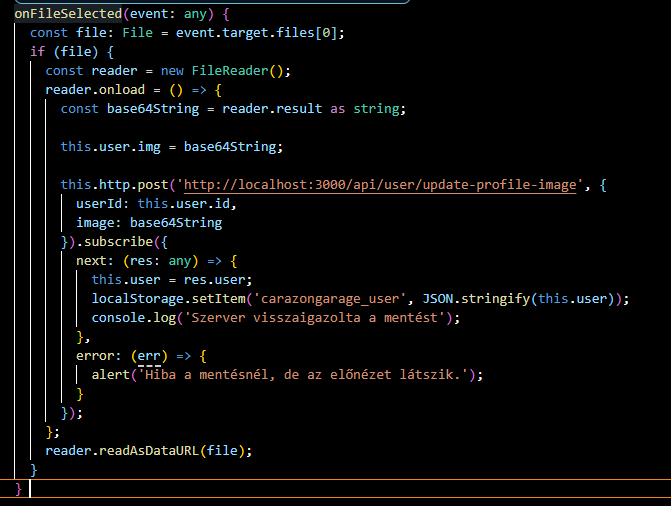 onFileSelected(event: any) {
const file: File = event.target.files[0];
if (file) {
const reader = new FileReader();
reader.onload = () => {
const base64String = reader.result as string;
this.user.img = base64String;
this.http.post('http://localhost:3000/api/user/update-profile-image', {
userId: this.user.id,
image: base64String
}).subscribe({
next: (res: any) => {
this.user = res.user;
localStorage.setItem('carazongarage_user', JSON.stringify(this.user));
console.log('Szerver visszaigazolta a mentést');
},
error: (err) => {
alert('Hiba a mentésnél, de az előnézet látszik.');
}
});
};
reader.readAsDataURL(file);
}
}